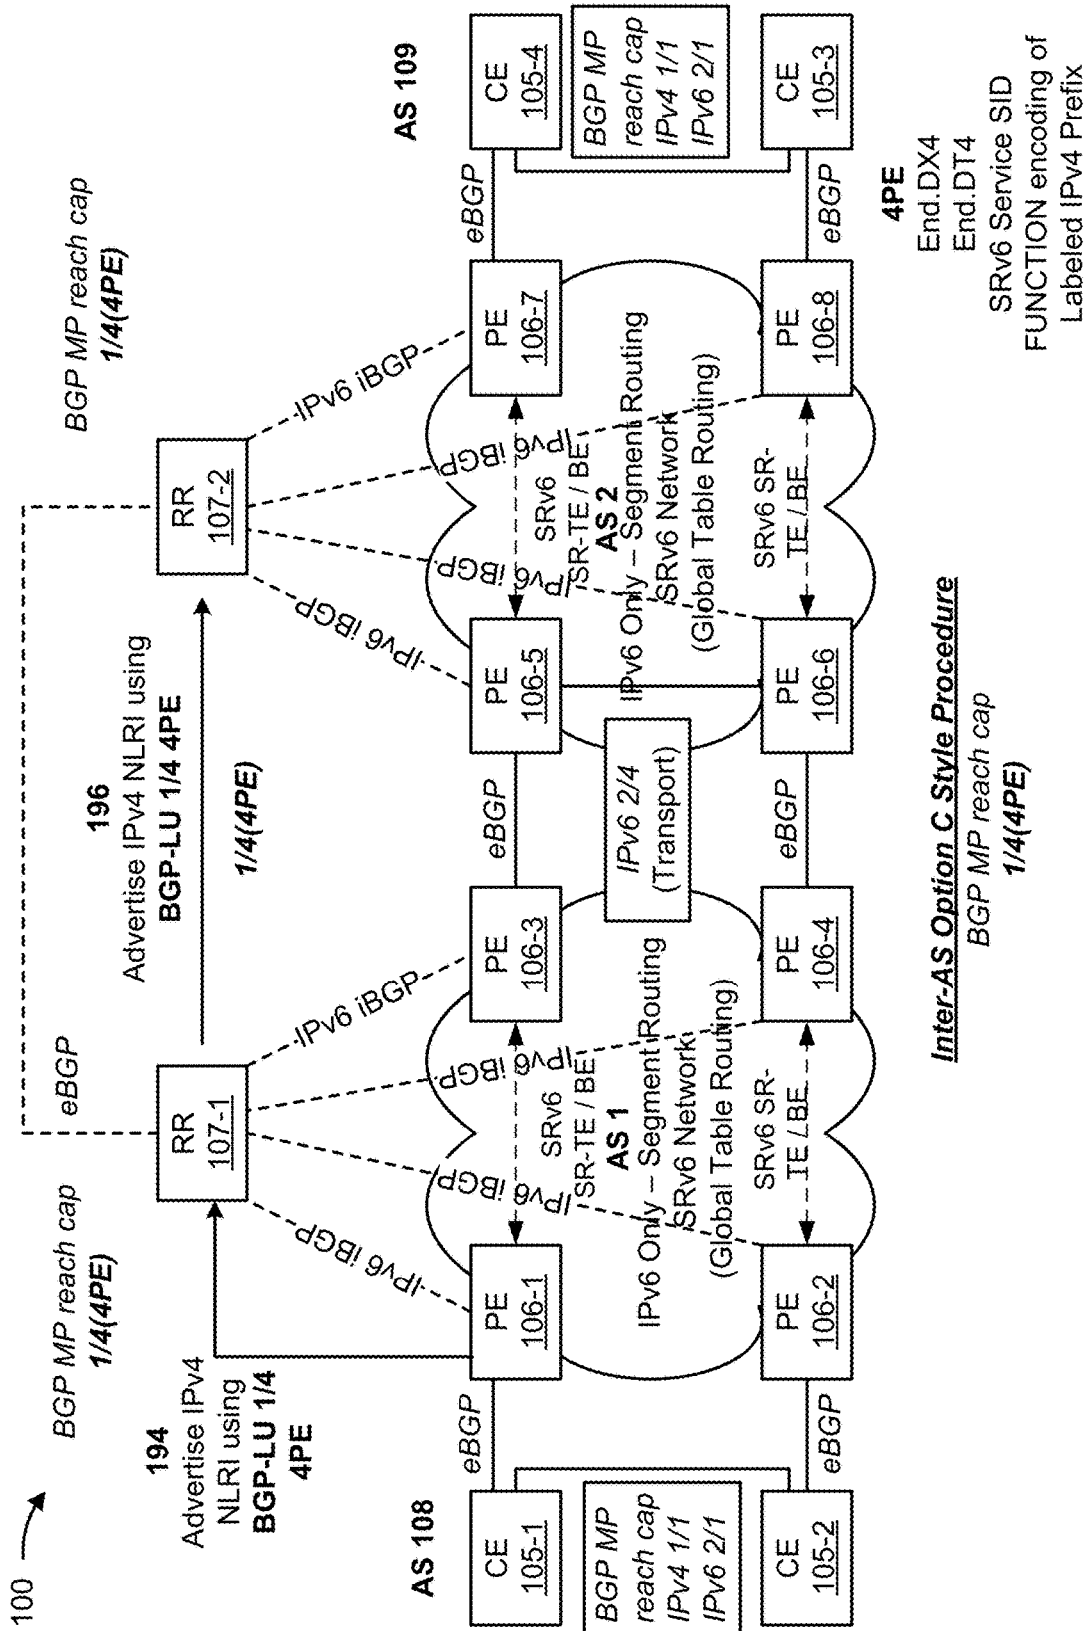 100
BGP MP reach cap
1/4(4PE)
eBGP
RR
107-1
194
Advertise IPv4
NLRI using
BGP-LU 1/4
4PE
196
Advertise IPv4 NLRI using
BGP-LU 1/4 4PE
1/4(4PE)
RR
107-2
BGP MP reach cap
1/4(4PE)
IPv6 iBGP
IPv6 iBGP
IPv6 iBGP
IPv6 iBGP
IPv6 iBGP
IPv6 iBGP
IPv6 iBGP
IPv6 iBGP
AS 108
CE
105-1
eBGP
PE
106-1
SRv6
SR-TE / BE
PE
106-3
eBGP
PE
106-5
SRv6
SR-TE / BE
PE
106-7
eBGP
AS 109
CE
105-4
BGP MP
reach cap
IPv4 1/1
IPv6 2/1
AS 1
IPv6 Only – Segment Routing
SRv6 Network
(Global Table Routing)
IPv6 2/4
(Transport)
AS 2
IPv6 Only – Segment Routing
SRv6 Network
(Global Table Routing)
BGP MP
reach cap
IPv4 1/1
IPv6 2/1
CE
105-2
eBGP
PE
106-2
SRv6 SR-
TE / BE
PE
106-4
eBGP
PE
106-6
SRv6 SR-
TE / BE
PE
106-8
eBGP
CE
105-3
Inter-AS Option C Style Procedure
BGP MP reach cap
1/4(4PE)
4PE
End.DX4
End.DT4
SRv6 Service SID
FUNCTION encoding of
Labeled IPv4 Prefix